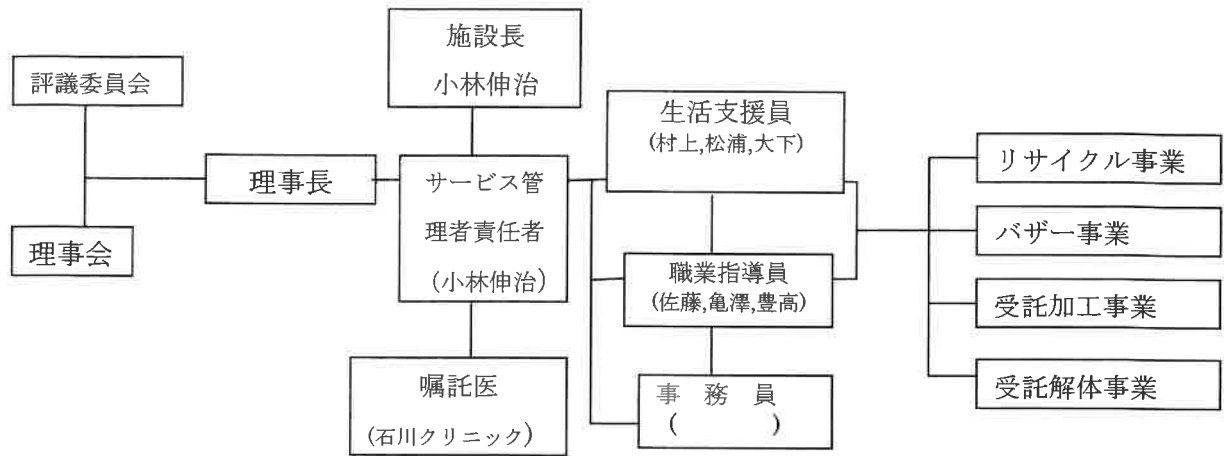 評議委員会
理事会
理事長
施設長
小林伸治
サービス管
理者責任者
(小林伸治)
嘱託医
(石川クリニック)
生活支援員
(村上,松浦,大下)
職業指導員
(佐藤,亀澤,豊高)
事　務　員
(　　　　)
リサイクル事業
バザー事業
受託加工事業
受託解体事業